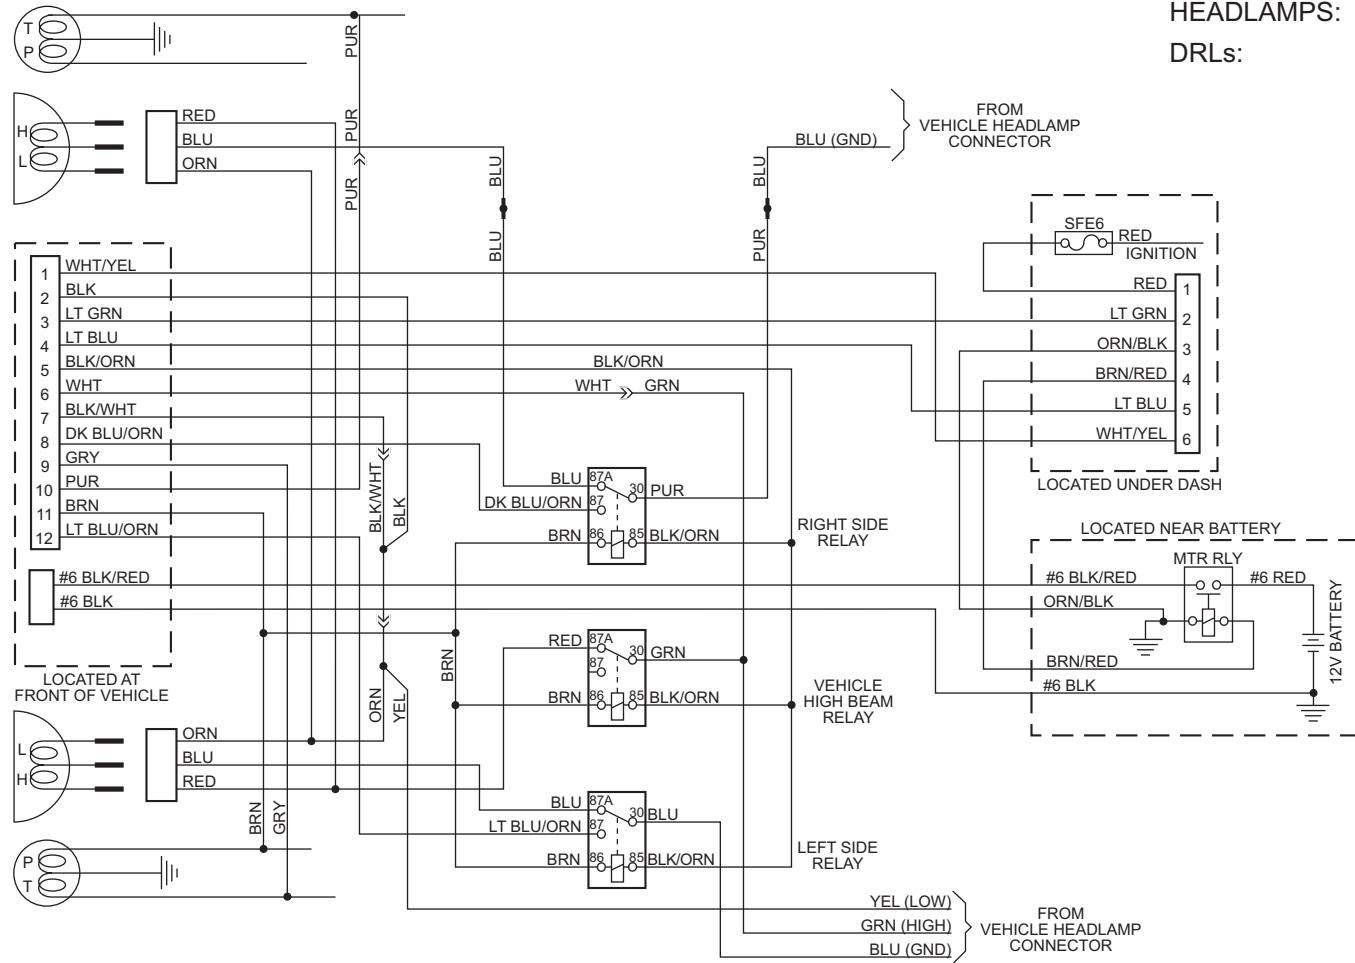 HEADLAMPS:
DRLs:
T
P
PUR
H
L
RED
BLU
ORN
PUR
PUR
BLU
BLU
BLU (GND)
FROM
VEHICLE HEADLAMP
CONNECTOR
BLU
PUR
SFE6
RED
IGNITION
RED 1
LT GRN 2
ORN/BLK 3
BRN/RED 4
LT BLU 5
WHT/YEL 6
LOCATED UNDER DASH
1 WHT/YEL
2 BLK
3 LT GRN
4 LT BLU
5 BLK/ORN
6 WHT
7 BLK/WHT
8 DK BLU/ORN
9 GRY
10 PUR
11 BRN
12 LT BLU/ORN
#6 BLK/RED
#6 BLK
LOCATED AT
FRONT OF VEHICLE
BLK/ORN
WHT GRN
BLK/WHT
BLK
BLU 87A 30 PUR
DK BLU/ORN 87
BRN 86 85 BLK/ORN
RIGHT SIDE
RELAY
RED 87A 30 GRN
87
BRN 86 85 BLK/ORN
VEHICLE
HIGH BEAM
RELAY
BLU 87A 30 BLU
LT BLU/ORN 87
BRN 86 85 BLK/ORN
LEFT SIDE
RELAY
BRN
ORN
YEL
LOCATED NEAR BATTERY
MTR RLY
#6 BLK/RED
#6 RED
ORN/BLK
BRN/RED
#6 BLK
12V BATTERY
L
H
ORN
BLU
RED
BRN
GRY
P
T
YEL (LOW)
GRN (HIGH)
BLU (GND)
FROM
VEHICLE HEADLAMP
CONNECTOR